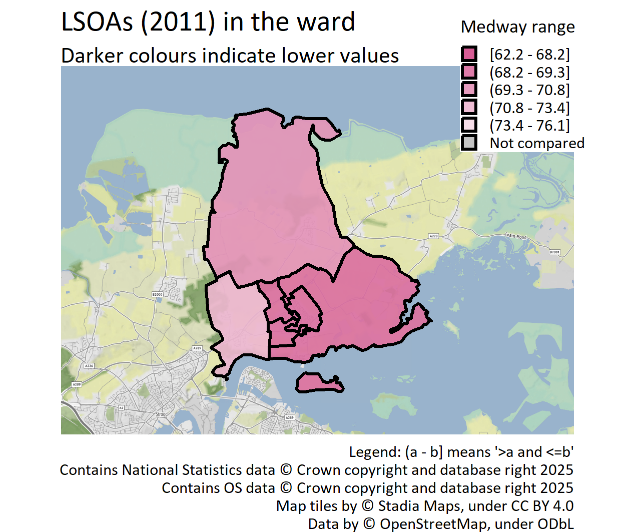 LSOAs (2011) in the ward
Darker colours indicate lower values
Medway range
[62.2 - 68.2]
(68.2 - 69.3]
(69.3 - 70.8]
(70.8 - 73.4]
(73.4 - 76.1]
Not compared
Legend: (a - b] means '>a and <=b'
Contains National Statistics data © Crown copyright and database right 2025
Contains OS data © Crown copyright and database right 2025
Map tiles by © Stadia Maps, under CC BY 4.0
Data by © OpenStreetMap, under ODbL